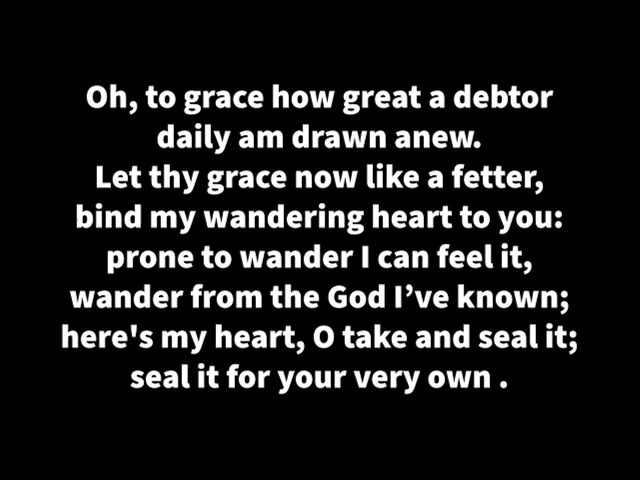 Oh, to grace how great a debtor
daily am drawn anew.
Let thy grace now like a fetter,
bind my wandering heart to you:
prone to wander I can feel it,
wander from the God I’ve known;
here's my heart, O take and seal it;
seal it for your very own .